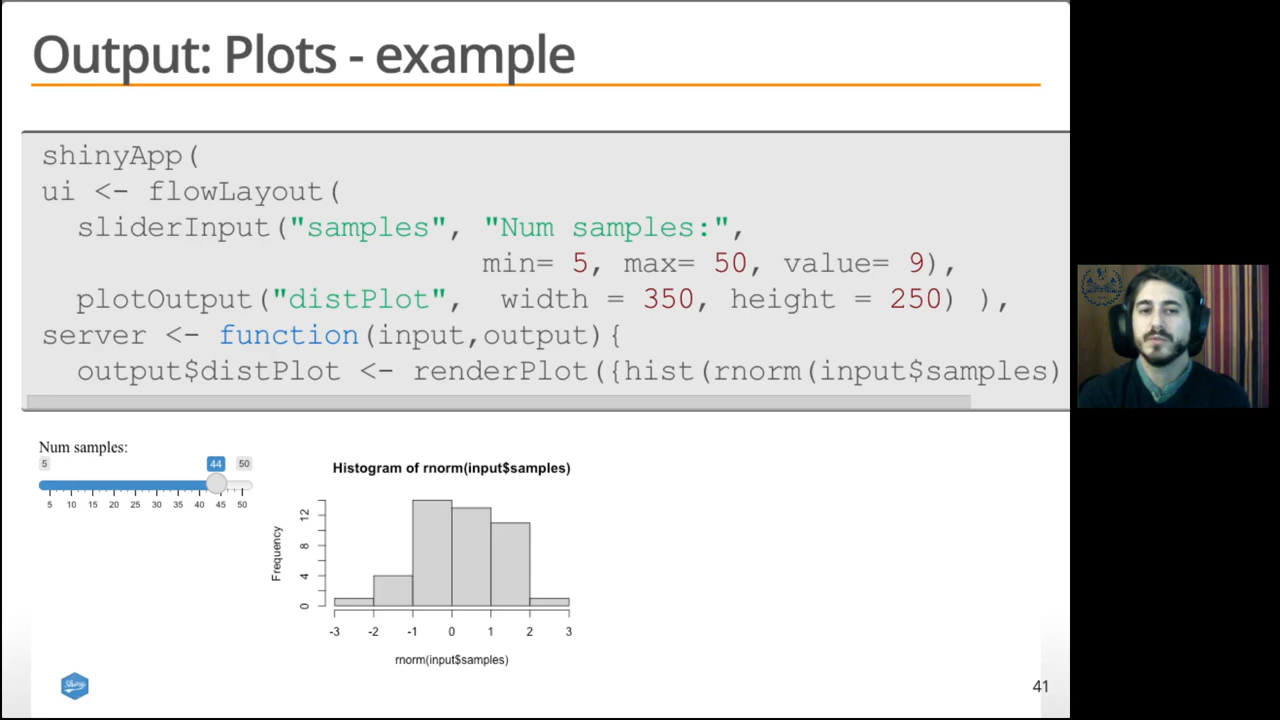 Output: Plots - example
shinyApp(
ui <- flowLayout(
sliderInput("samples", "Num samples:",
min= 5, max= 50, value= 9),
plotOutput("distPlot", width = 350, height = 250) ),
server <- function(input,output){
output$distPlot <- renderPlot({hist(rnorm(input$samples)
Num samples:
5 44 50
5 10 15 20 25 30 35 40 45 50
Histogram of rnorm(input$samples)
Frequency
12
8
4
0
-3 -2 -1 0 1 2 3
rnorm(input$samples)
Shiny
41